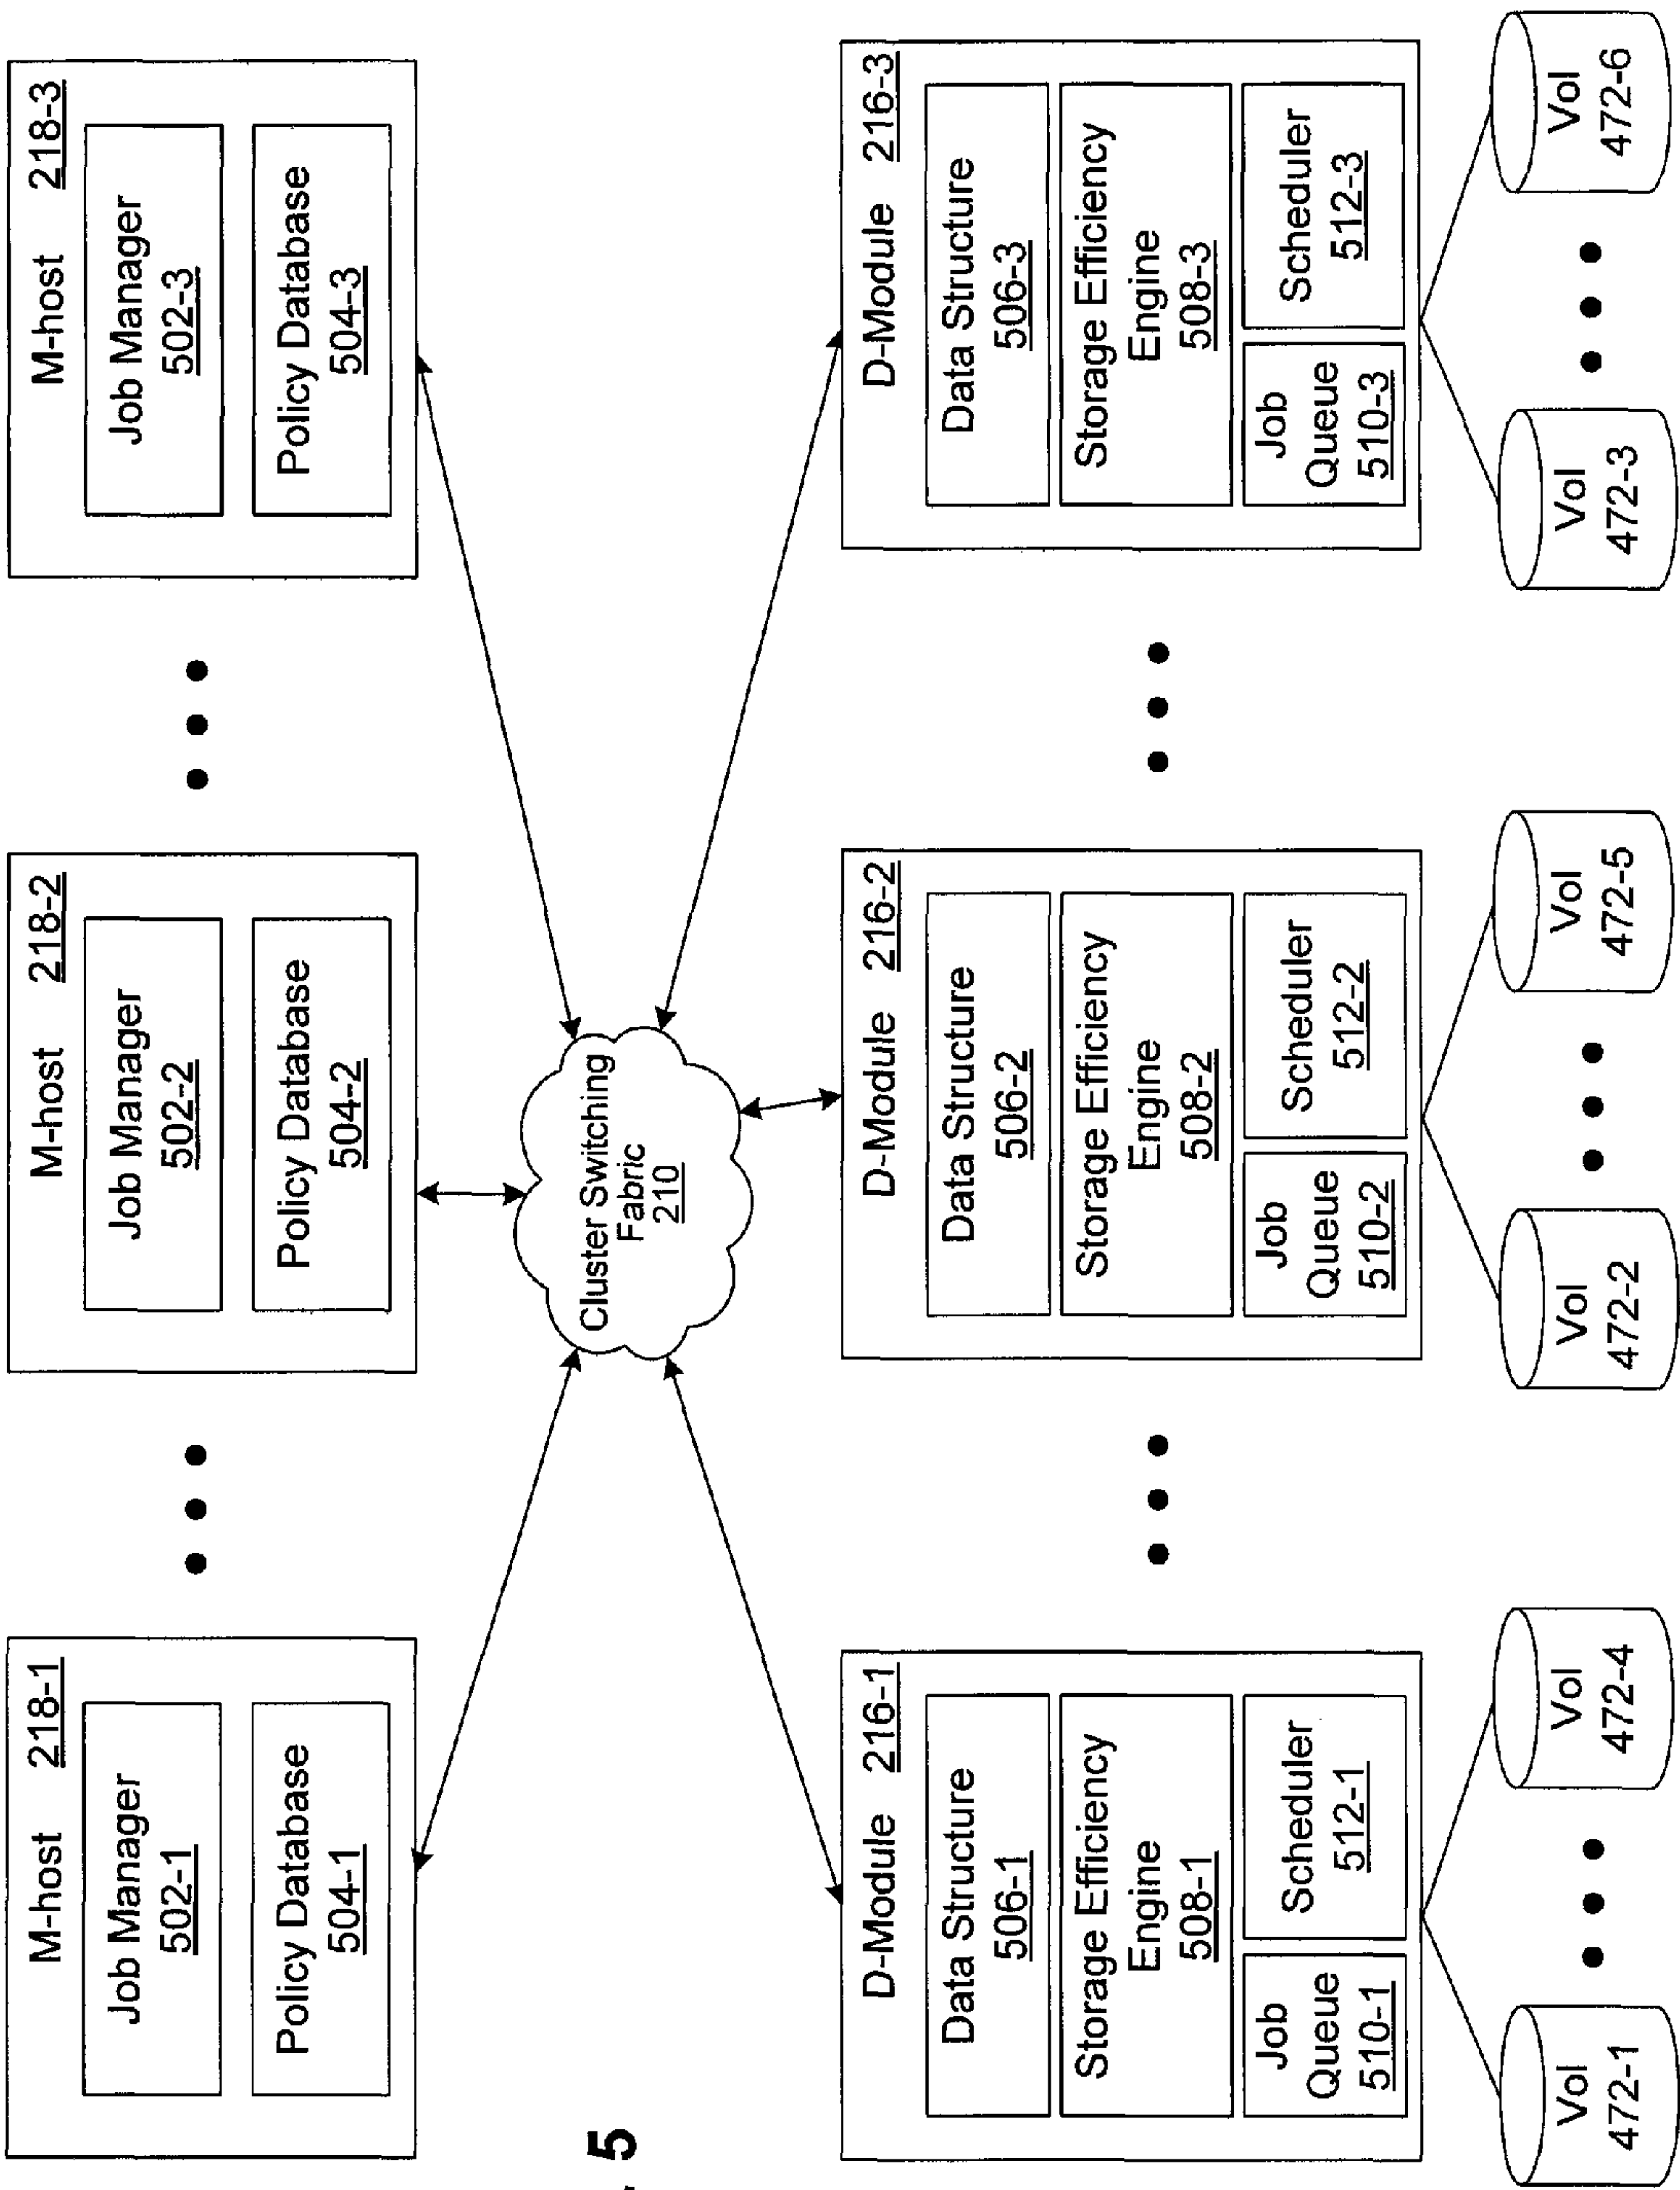 M-host 218-1
Job Manager
502-1
Policy Database
504-1
M-host 218-2
Job Manager
502-2
Policy Database
504-2
M-host 218-3
Job Manager
502-3
Policy Database
504-3
Cluster Switching
Fabric
210
5
D-Module 216-1
Data Structure
506-1
Storage Efficiency
Engine
508-1
Job
Queue
510-1
Scheduler
512-1
D-Module 216-2
Data Structure
506-2
Storage Efficiency
Engine
508-2
Job
Queue
510-2
Scheduler
512-2
D-Module 216-3
Data Structure
506-3
Storage Efficiency
Engine
508-3
Job
Queue
510-3
Scheduler
512-3
Vol
472-1
Vol
472-4
Vol
472-2
Vol
472-5
Vol
472-3
Vol
472-6